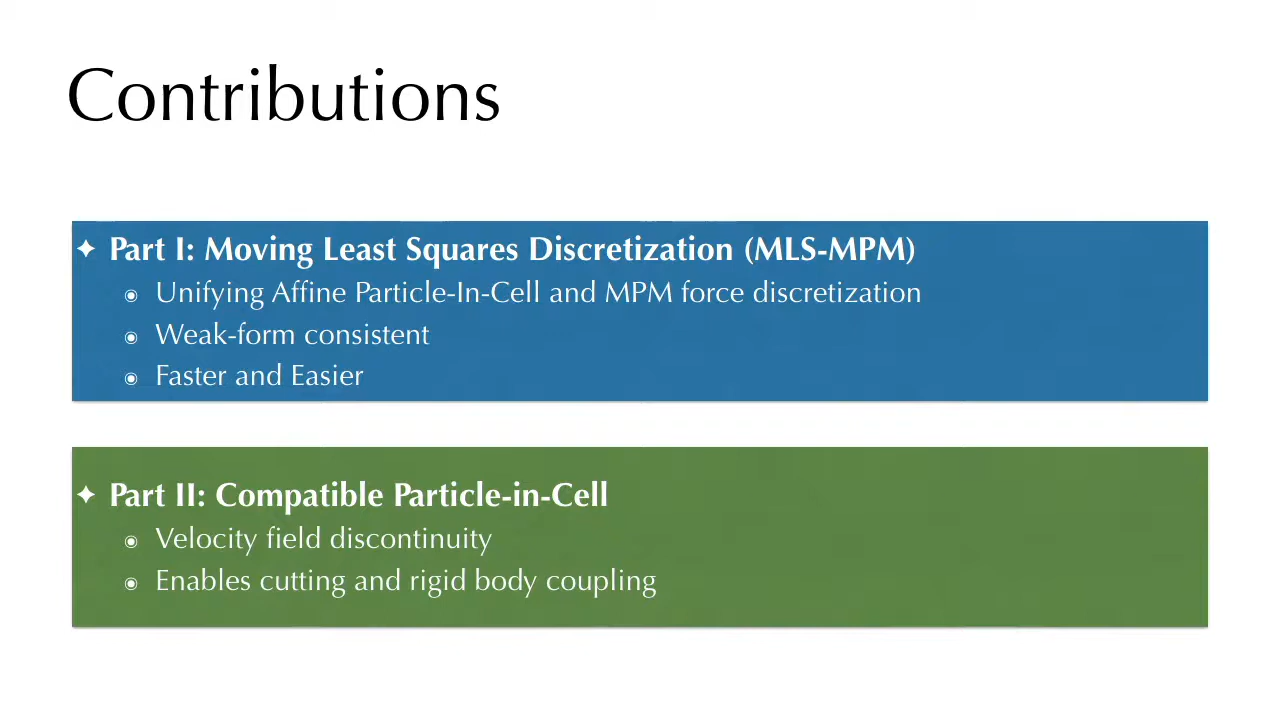 Contributions
✦ Part I: Moving Least Squares Discretization (MLS-MPM)
◉ Unifying Affine Particle-In-Cell and MPM force discretization
◉ Weak-form consistent
◉ Faster and Easier
✦ Part II: Compatible Particle-in-Cell
◉ Velocity field discontinuity
◉ Enables cutting and rigid body coupling